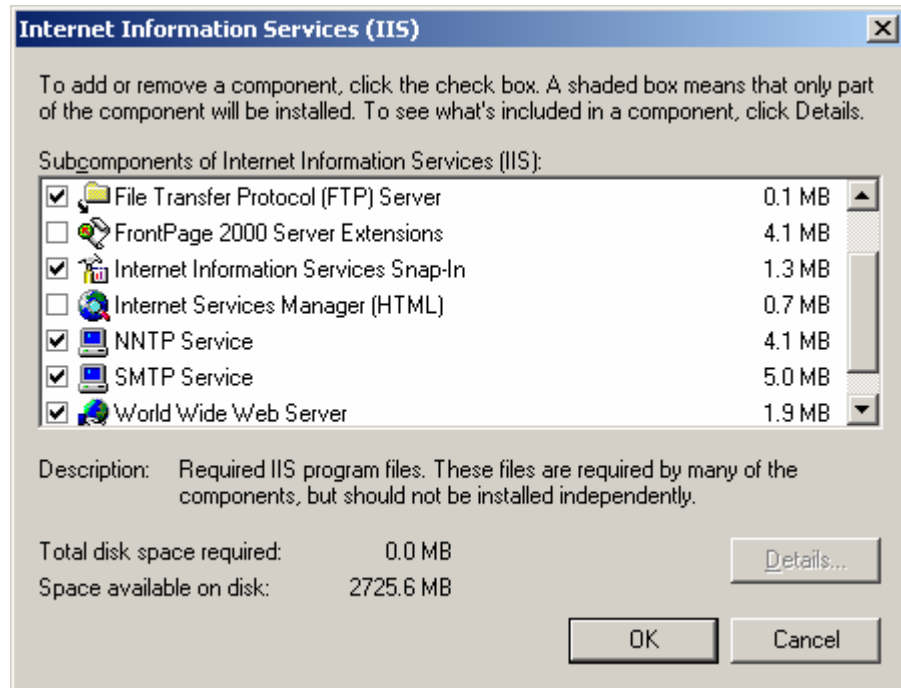 Internet Information Services (IIS)
To add or remove a component, click the check box. A shaded box means that only part
of the component will be installed. To see what's included in a component, click Details.
Subcomponents of Internet Information Services (IIS):
File Transfer Protocol (FTP) Server 0.1 MB
FrontPage 2000 Server Extensions 4.1 MB
Internet Information Services Snap-In 1.3 MB
Internet Services Manager (HTML) 0.7 MB
NNTP Service 4.1 MB
SMTP Service 5.0 MB
World Wide Web Server 1.9 MB
Description: Required IIS program files. These files are required by many of the
components, but should not be installed independently.
Total disk space required: 0.0 MB
Space available on disk: 2725.6 MB
Details...
OK Cancel